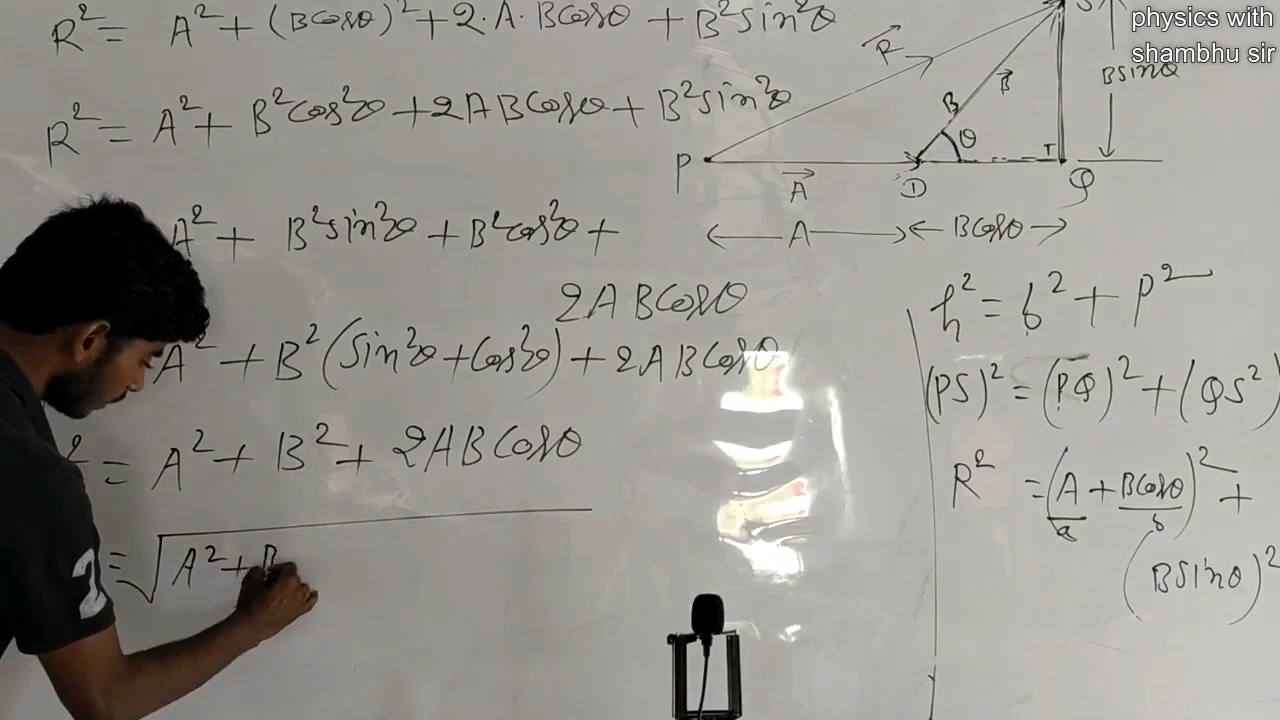 R² = A² + (Bcosθ)² + 2·A·Bcosθ + B²sin²θ
physics with
shambhu sir
R² = A² + B²cos²θ + 2ABcosθ + B²sin²θ
R
B
B
θ
Bsinθ
P
A
D
Q
A² + B²sin²θ + B²cos²θ +
A
Bcosθ
2ABcosθ
A² + B²(sin²θ + cos²θ) + 2ABcosθ
² = A² + B² + 2ABcosθ
= √A² + B
h² = b² + p²
(PS)² = (PQ)² + (QS²)
R² = (A + Bcosθ)² +
a b
(Bsinθ)²
2